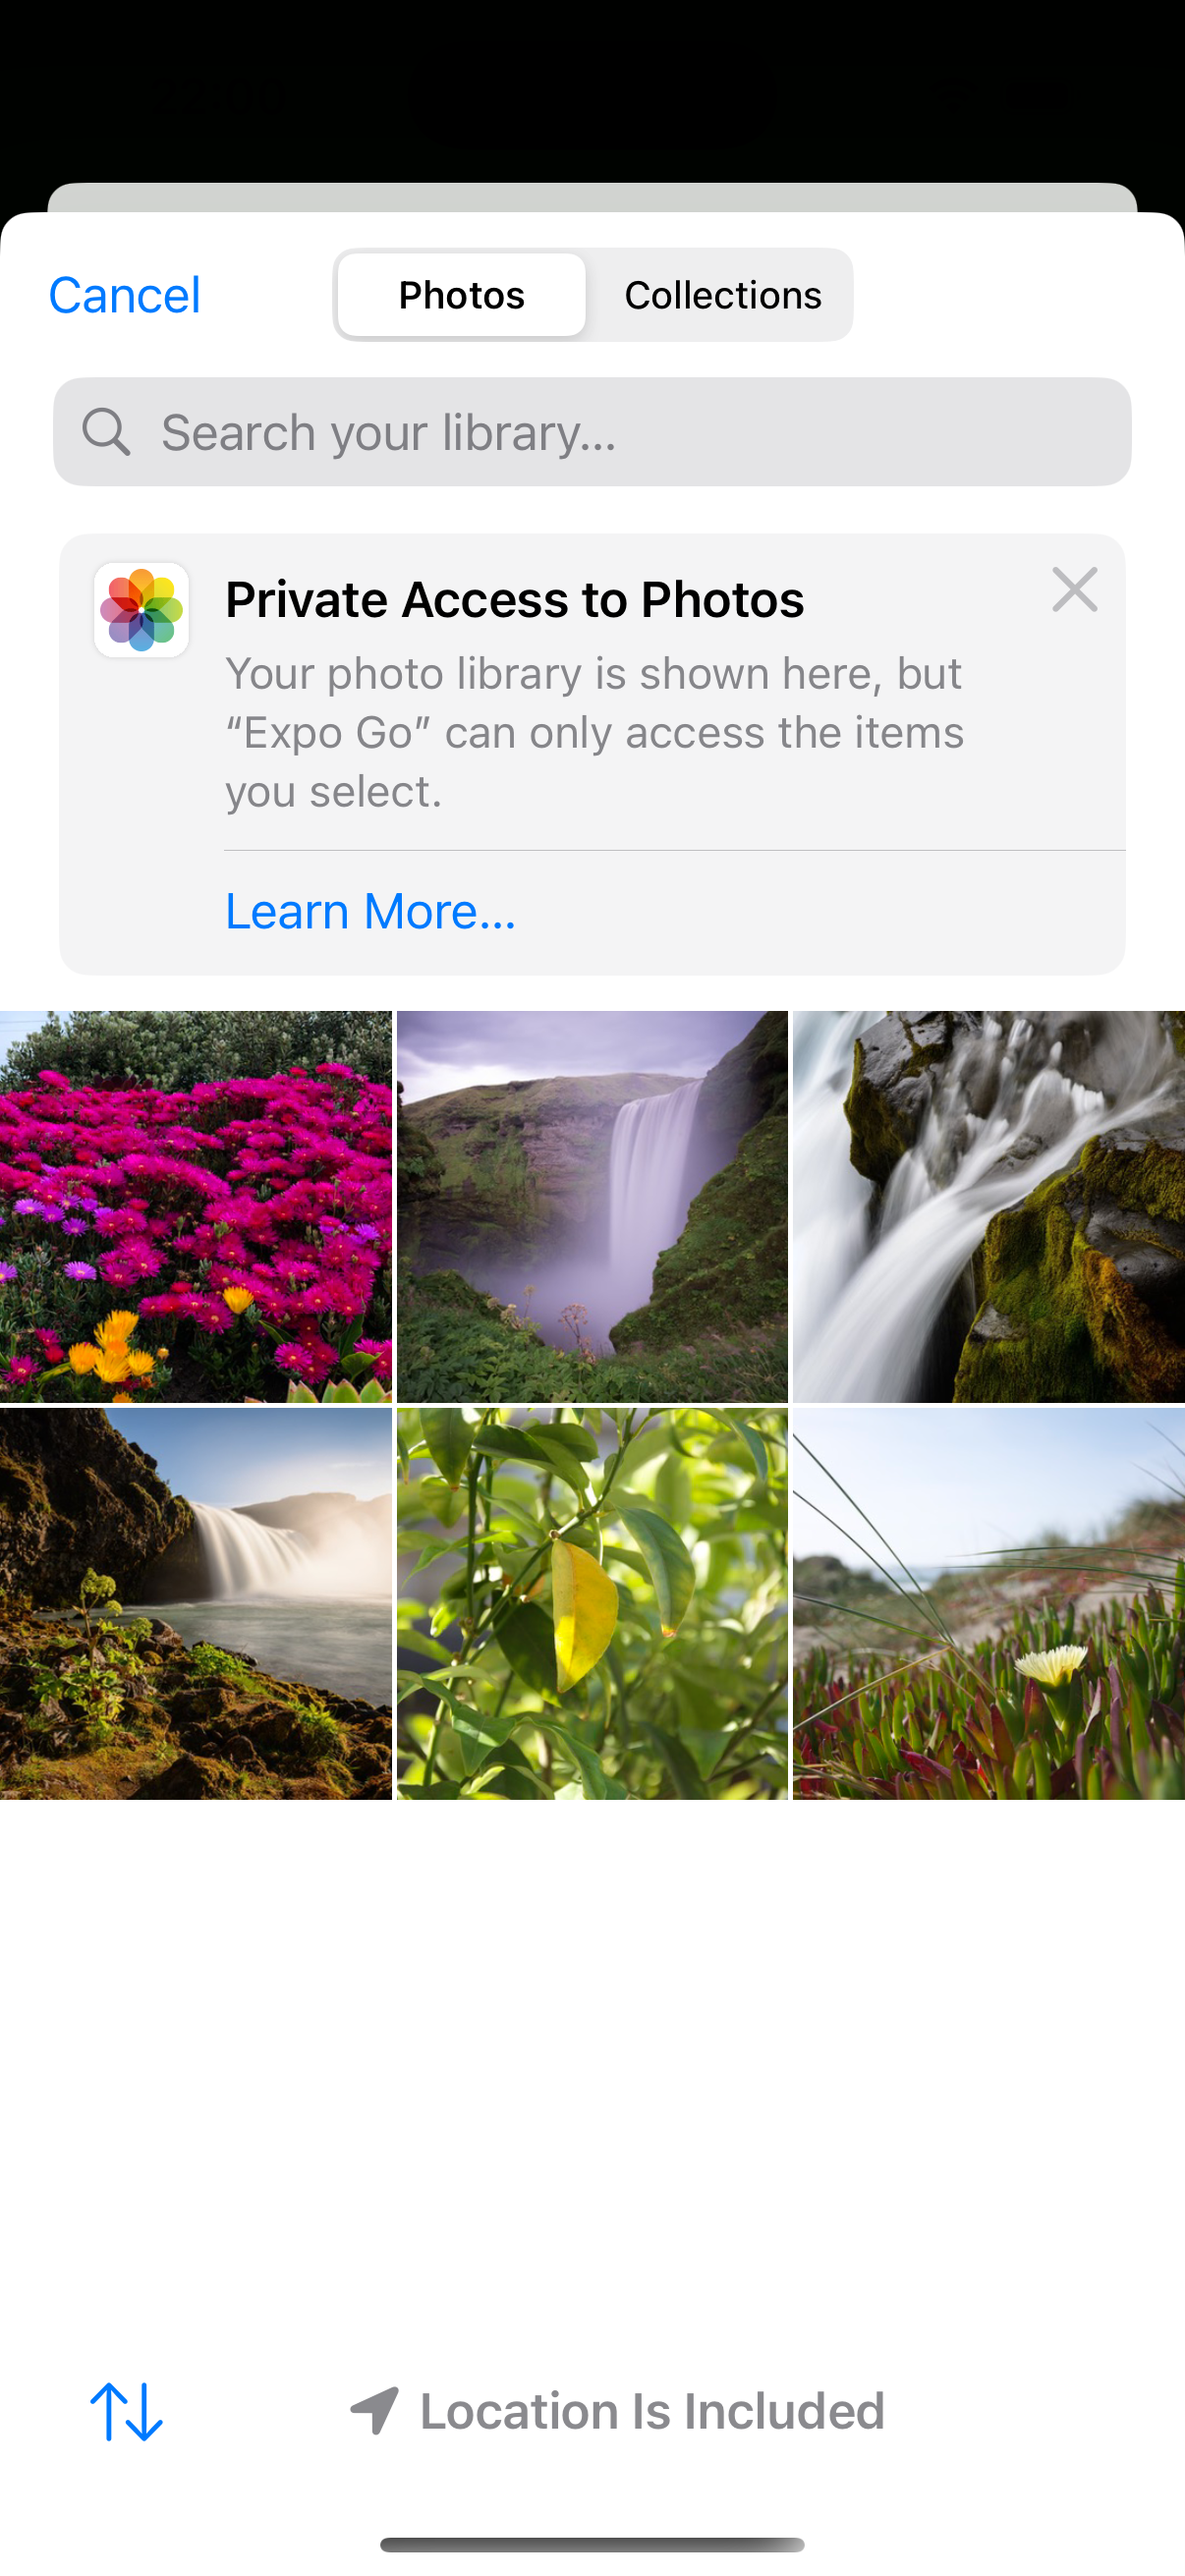 Cancel
Photos
Collections
Search your library...
Private Access to Photos
Your photo library is shown here, but
“Expo Go” can only access the items
you select.
Learn More...
Location Is Included